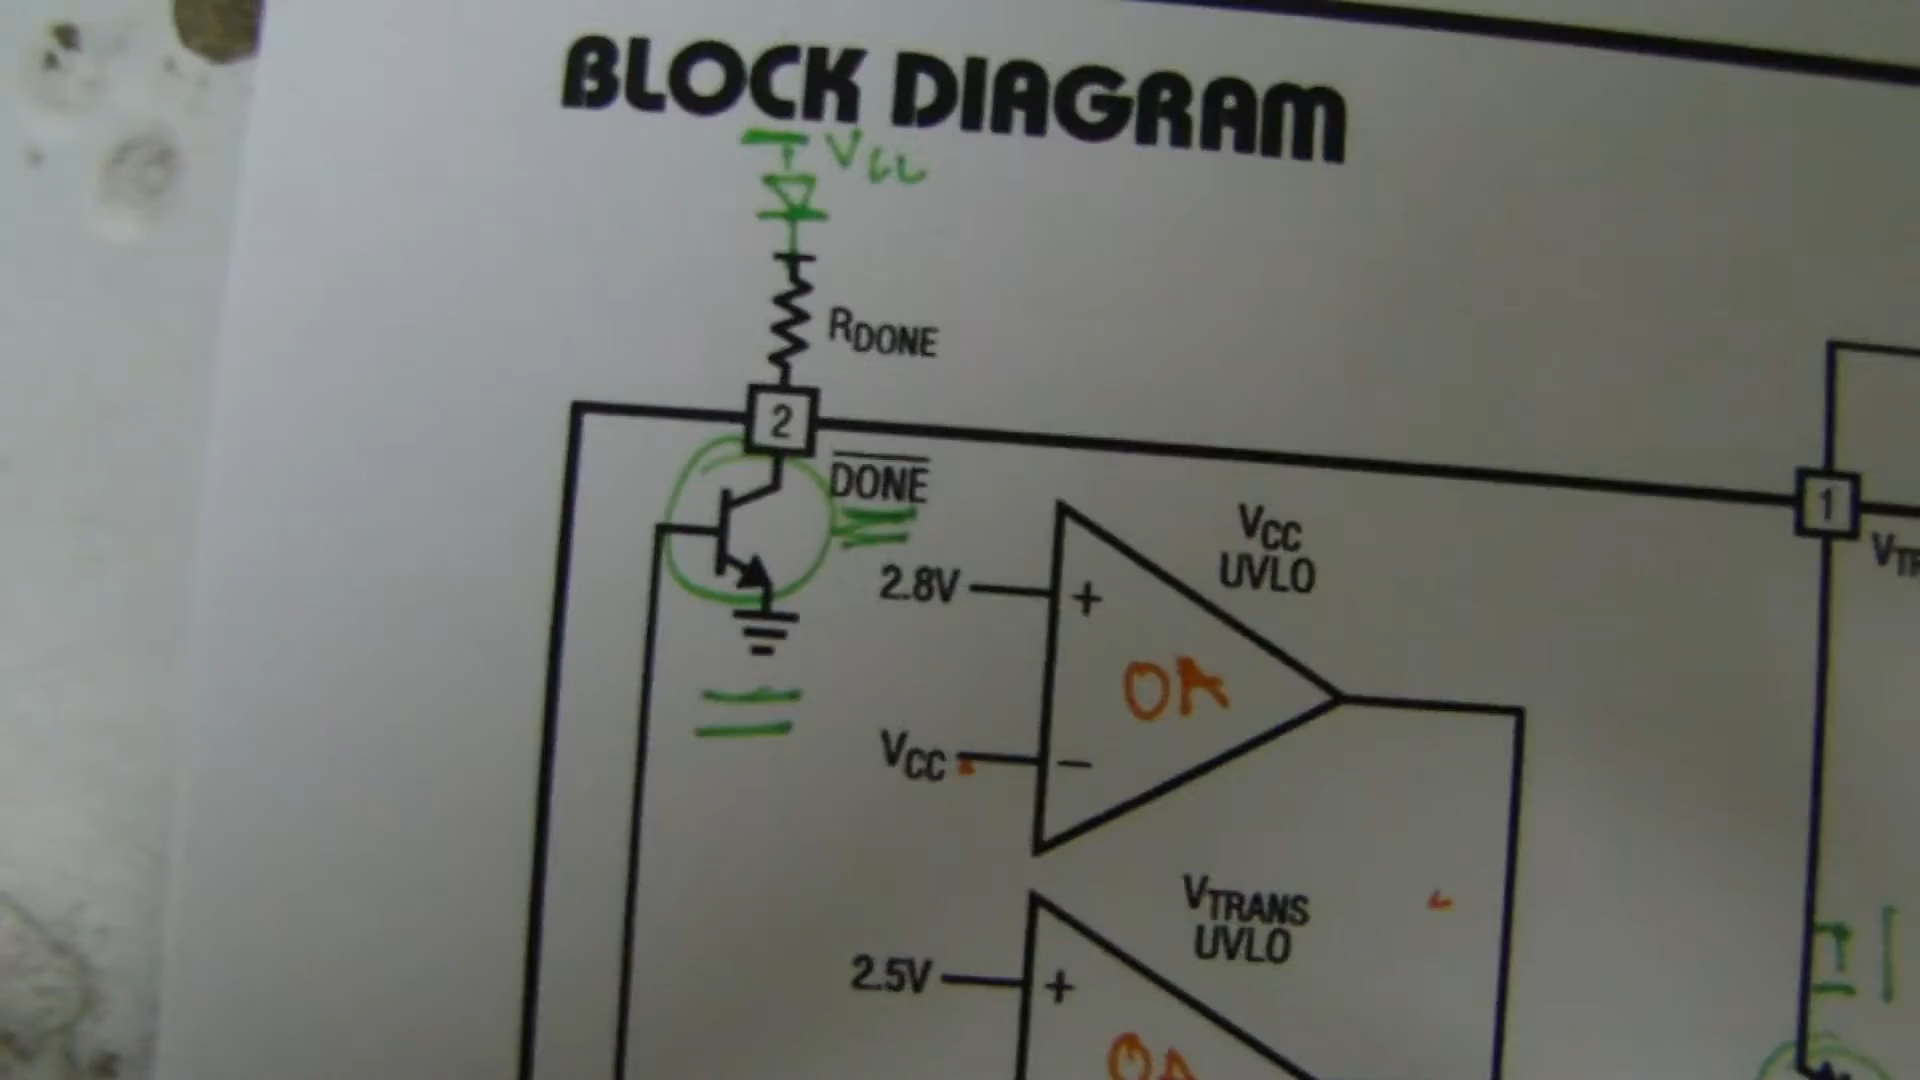 BLOCK DIAGRAM
VCC
RDONE
2
DONE
1
VCC
UVLO
2.8V
+
OA
VCC
−
VTRANS
UVLO
2.5V
+
OA